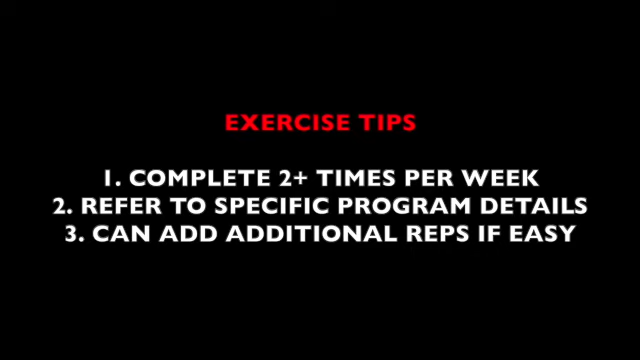 EXERCISE TIPS
1. COMPLETE 2+ TIMES PER WEEK
2. REFER TO SPECIFIC PROGRAM DETAILS
3. CAN ADD ADDITIONAL REPS IF EASY